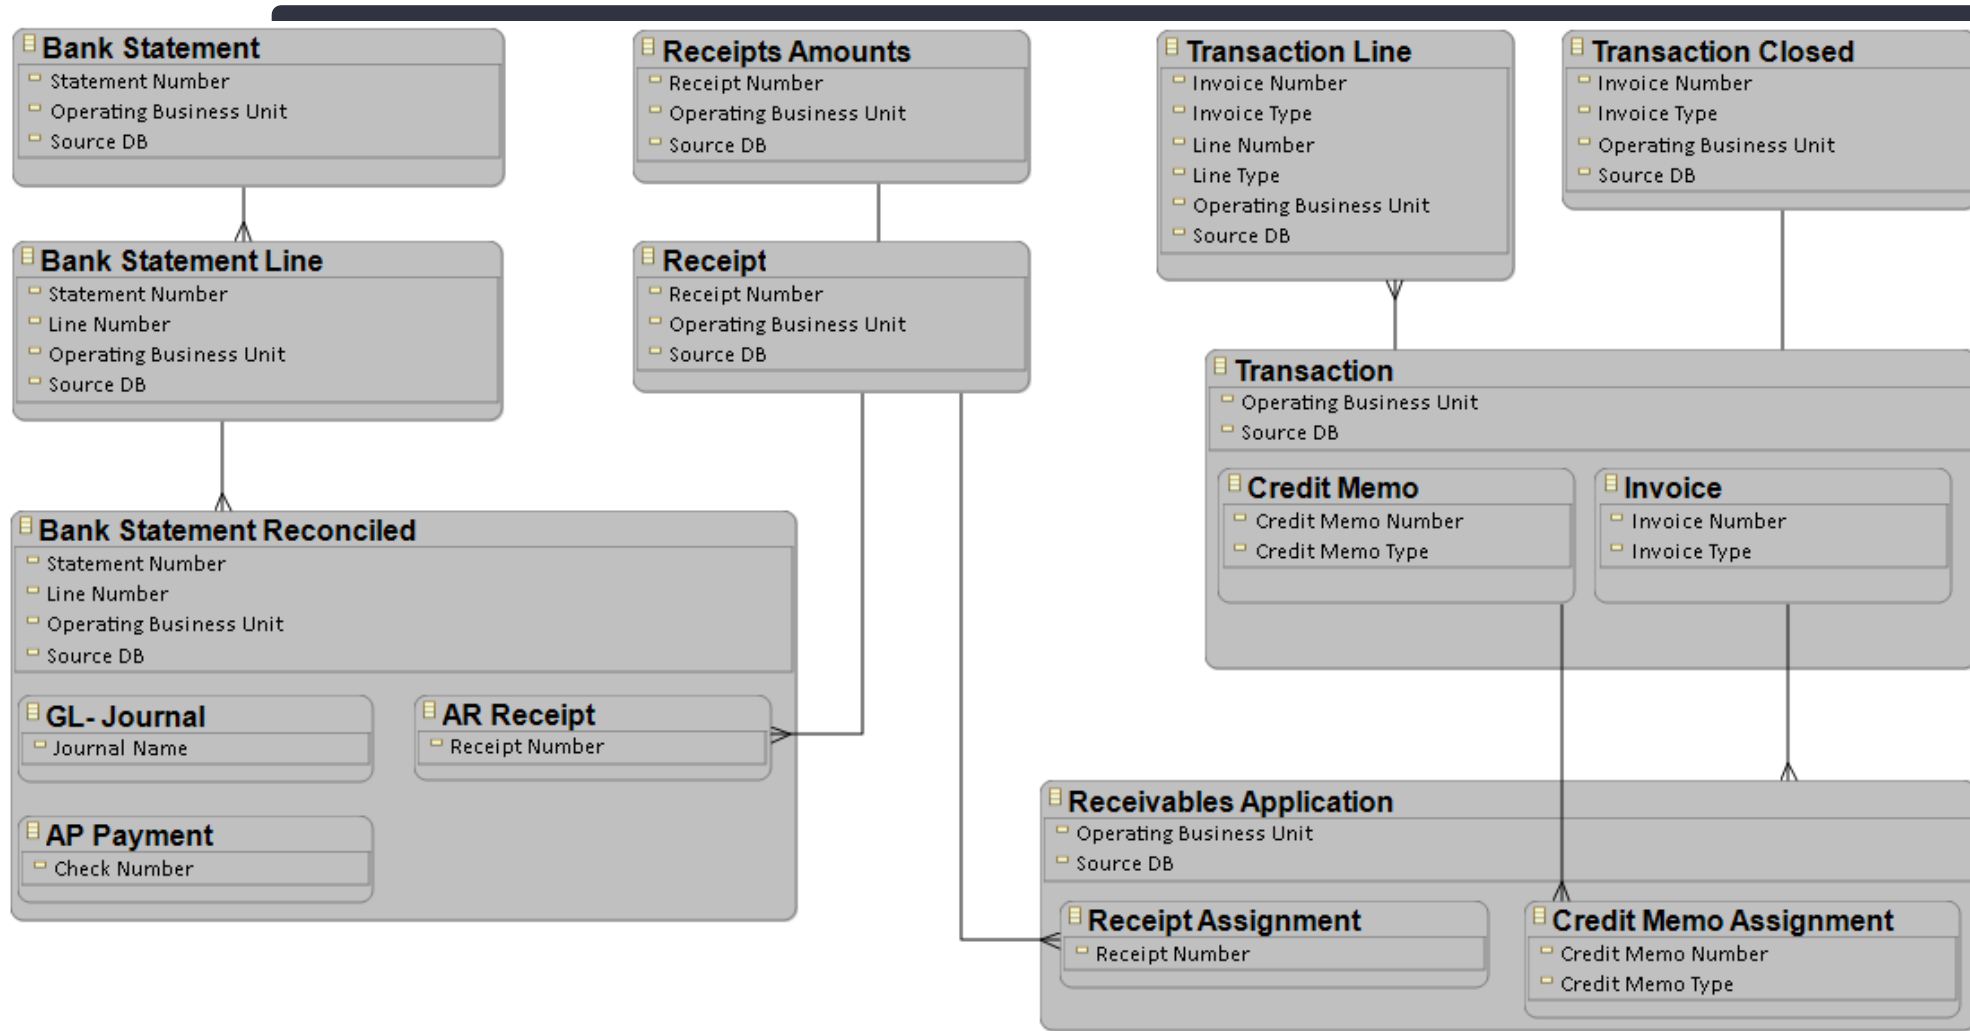 Bank Statement
Statement Number
Operating Business Unit
Source DB
Bank Statement Line
Statement Number
Line Number
Operating Business Unit
Source DB
Bank Statement Reconciled
Statement Number
Line Number
Operating Business Unit
Source DB
GL- Journal
Journal Name
AR Receipt
Receipt Number
AP Payment
Check Number
Receipts Amounts
Receipt Number
Operating Business Unit
Source DB
Receipt
Receipt Number
Operating Business Unit
Source DB
Transaction Line
Invoice Number
Invoice Type
Line Number
Line Type
Operating Business Unit
Source DB
Transaction Closed
Invoice Number
Invoice Type
Operating Business Unit
Source DB
Transaction
Operating Business Unit
Source DB
Credit Memo
Credit Memo Number
Credit Memo Type
Invoice
Invoice Number
Invoice Type
Receivables Application
Operating Business Unit
Source DB
Receipt Assignment
Receipt Number
Credit Memo Assignment
Credit Memo Number
Credit Memo Type